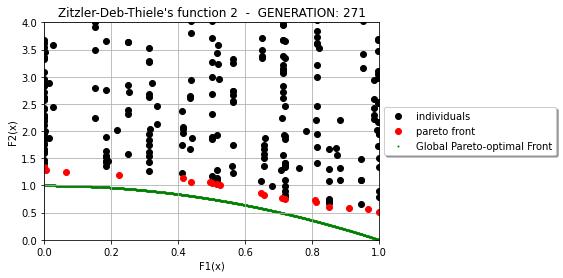 Zitzler-Deb-Thiele's function 2 - GENERATION: 271
F2(x)
4.0
3.5
3.0
2.5
2.0
1.5
1.0
0.5
0.0
0.0 0.2 0.4 0.6 0.8 1.0
F1(x)
individuals
pareto front
Global Pareto-optimal Front